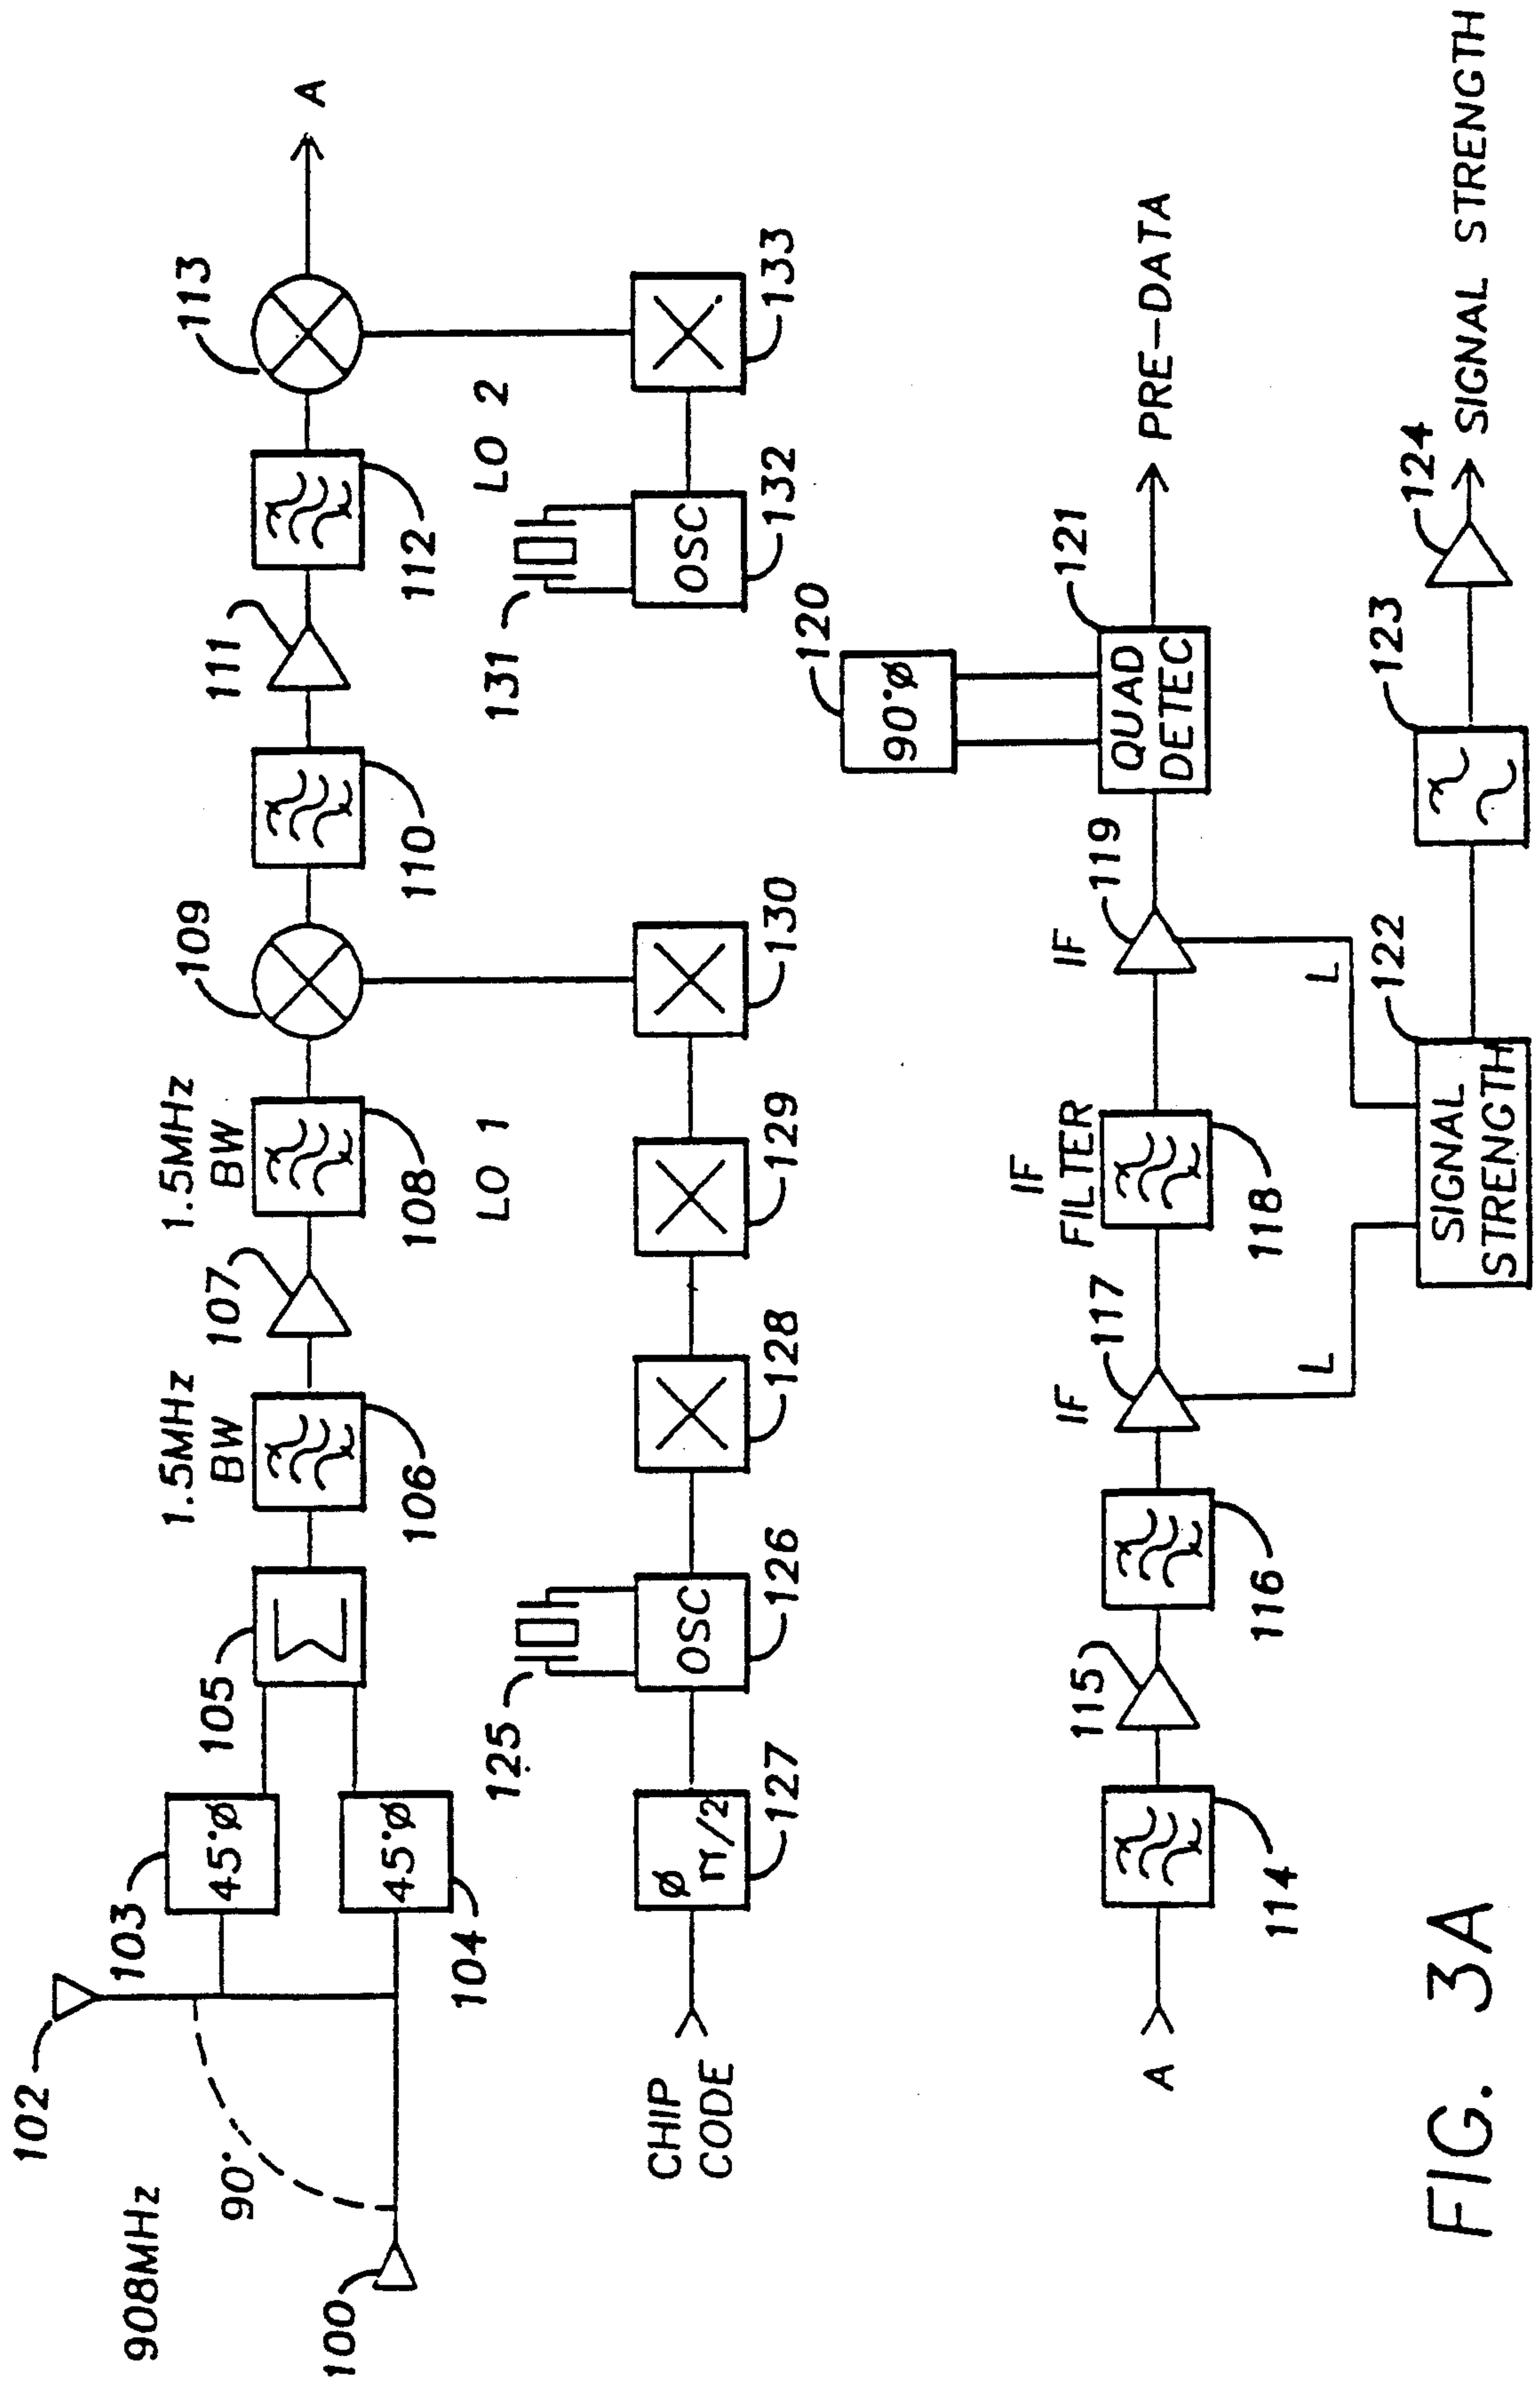 908MHz
90°
102
100
103
45°Ø
104
45°Ø
105
Σ
1.5MHz
BW
106
107
1.5MHz
BW
108
109
110
111
112
113
A
LO 1
LO 2
CHIP
CODE
Ø
π/2
127
125
OSC
126
128
129
130
131
OSC
132
133
A
114
115
116
IF
117
L
IF
FILTER
118
IF
119
L
90°Ø
120
QUAD
DETEC
121
PRE-DATA
SIGNAL
STRENGTH
122
123
124
SIGNAL STRENGTH
FIG. 3A